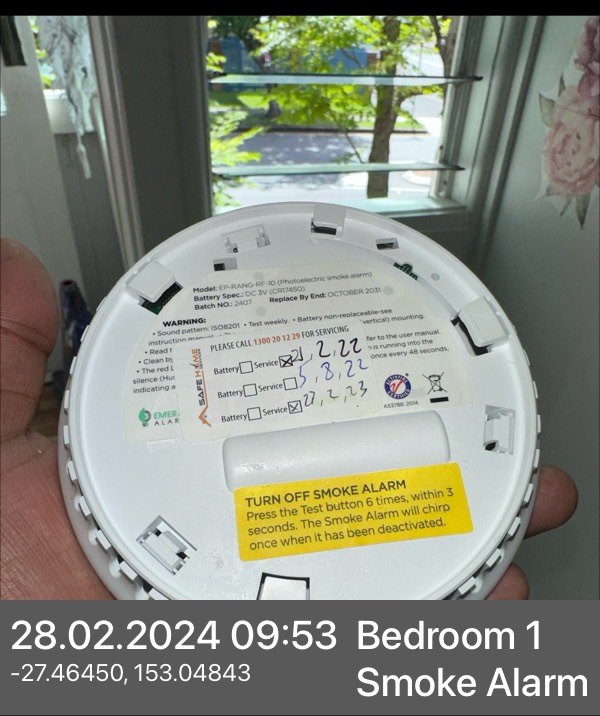 Model: EP-RANG-RF-10 (Photoelectric smoke alarm)
Battery Spec.: DC 3V (CR17450)
Batch NO.: 2407 Replace By End: OCTOBER 2031
WARNING:
• Sound pattern: ISO8201 • Test weekly. • Battery non-replaceable-see
instruction manual vertical) mounting.
• Read
• Clean by
• The red
silence (Hus
indicating a
fer to the user manual.
is running into the
once every 48 seconds.
PLEASE CALL 1300 20 12 29 FOR SERVICING
Battery Service 21, 2, 22
Battery Service 5, 8, 22
Battery Service 27, 2, 23
SAFE HOME
EMER
ALAR
AS3786: 2014
TURN OFF SMOKE ALARM
Press the Test button 6 times, within 3
seconds. The Smoke Alarm will chirp
once when it has been deactivated.
28.02.2024 09:53 Bedroom 1
-27.46450, 153.04843 Smoke Alarm